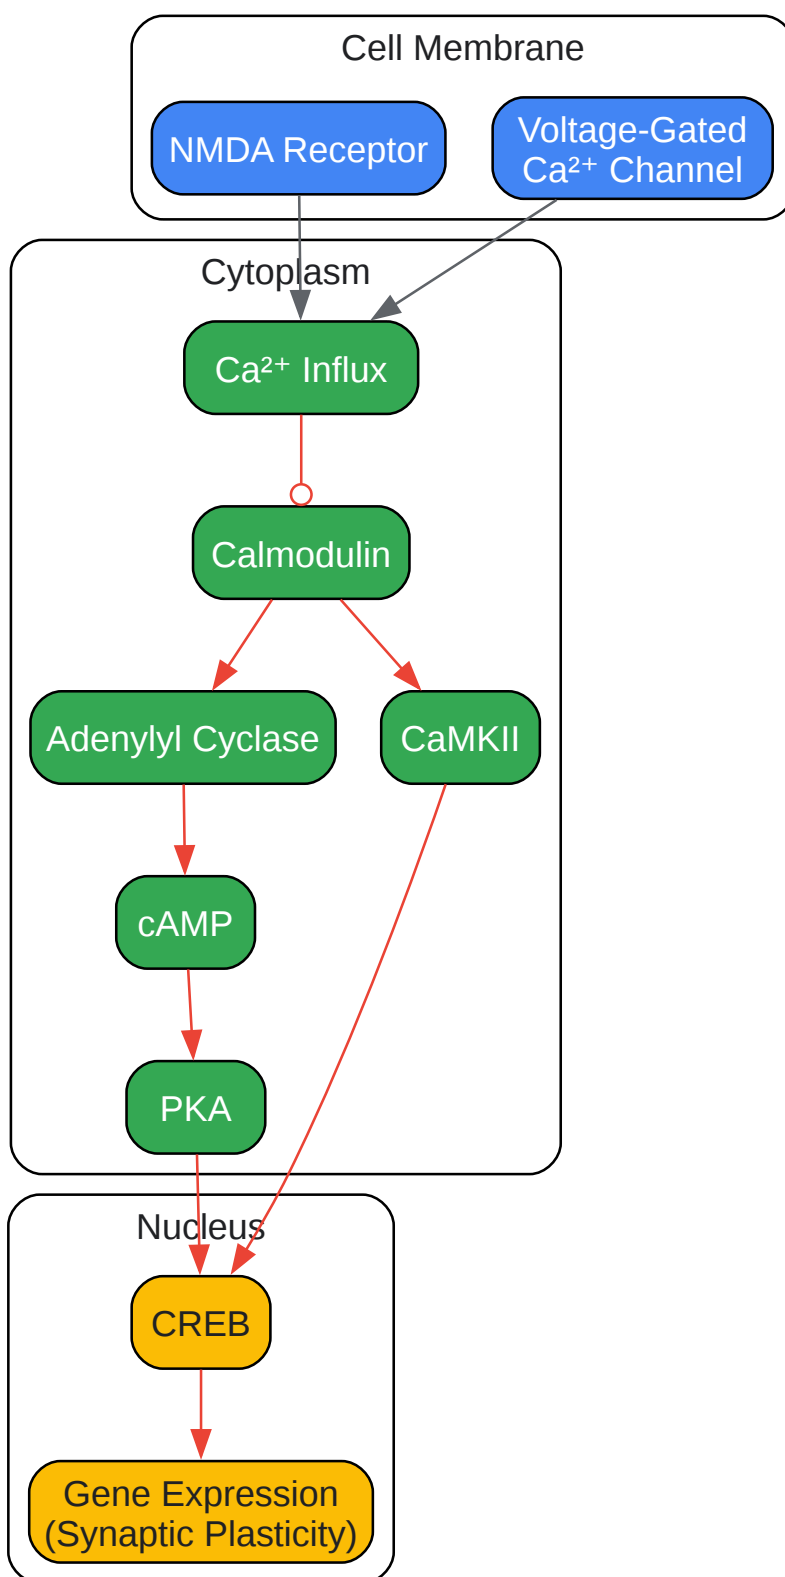 Cell Membrane
NMDA Receptor
Voltage-Gated
Ca²⁺ Channel
Cytoplasm
Ca²⁺ Influx
Calmodulin
Adenylyl Cyclase
CaMKII
cAMP
PKA
Nucleus
CREB
Gene Expression
(Synaptic Plasticity)